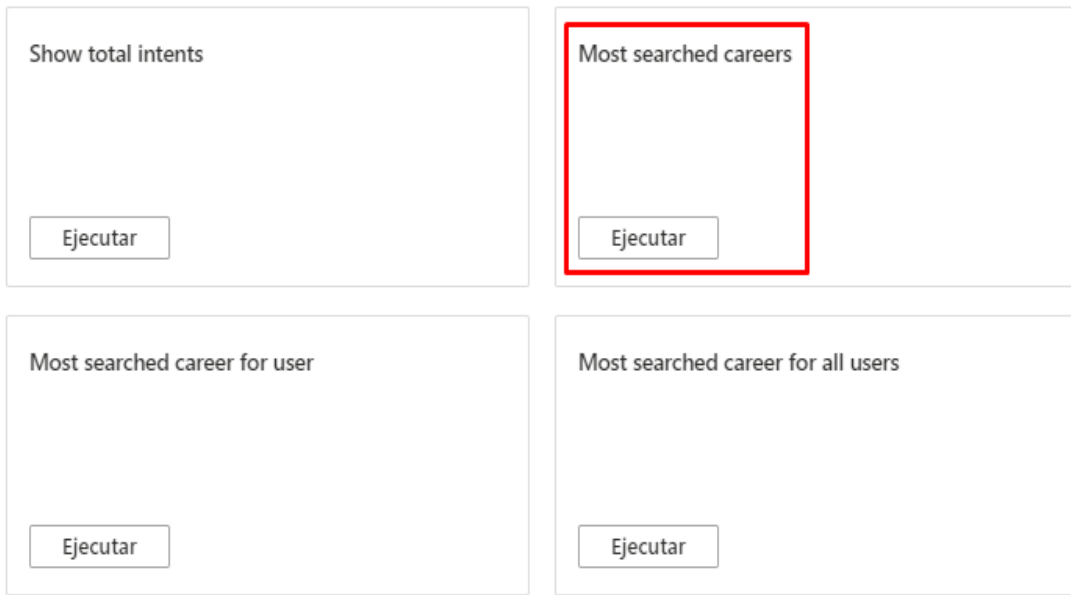 Show total intents
Most searched careers
Ejecutar
Ejecutar
Most searched career for user
Most searched career for all users
Ejecutar
Ejecutar